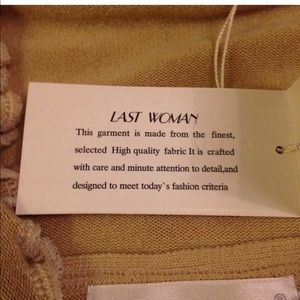 LAST WOMAN
This garment is made from the finest,
selected High quality fabric It is crafted
with care and minute attention to detail,and
designed to meet today`s fashion criteria